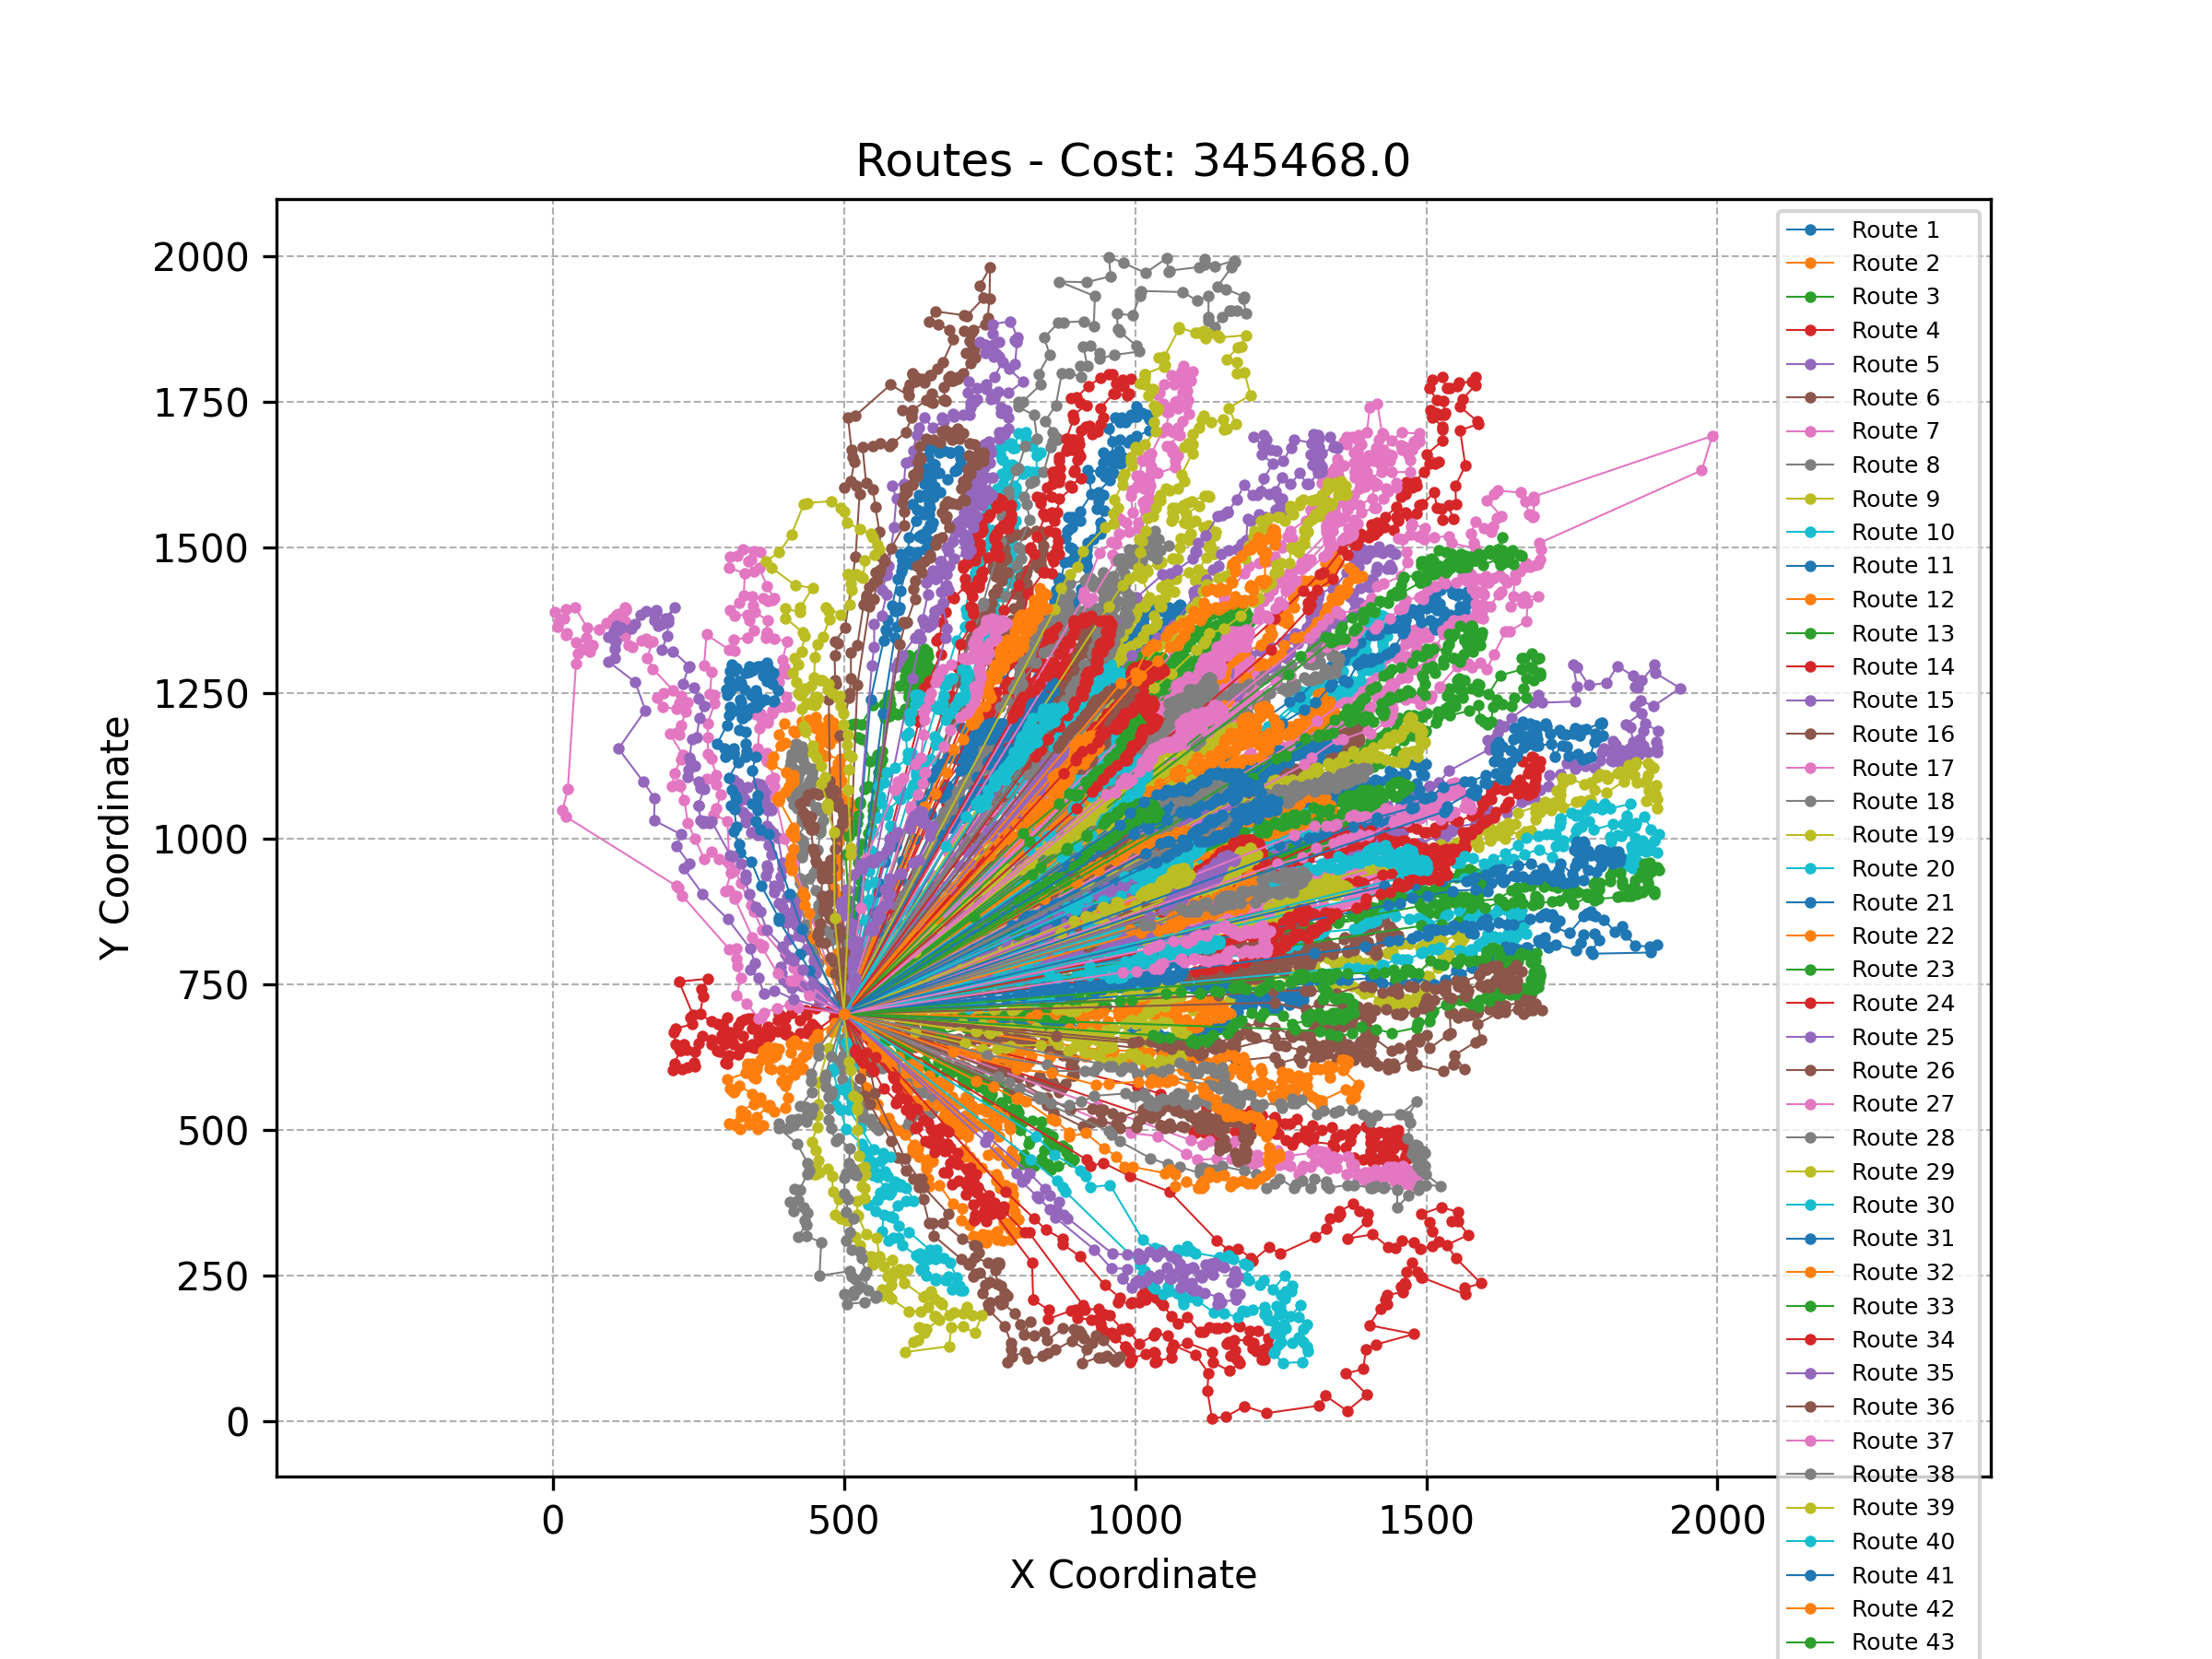 Routes - Cost: 345468.0
Y Coordinate
2000
1750
1500
1250
1000
750
500
250
0
0 500 1000 1500 2000
X Coordinate
Route 1
Route 2
Route 3
Route 4
Route 5
Route 6
Route 7
Route 8
Route 9
Route 10
Route 11
Route 12
Route 13
Route 14
Route 15
Route 16
Route 17
Route 18
Route 19
Route 20
Route 21
Route 22
Route 23
Route 24
Route 25
Route 26
Route 27
Route 28
Route 29
Route 30
Route 31
Route 32
Route 33
Route 34
Route 35
Route 36
Route 37
Route 38
Route 39
Route 40
Route 41
Route 42
Route 43